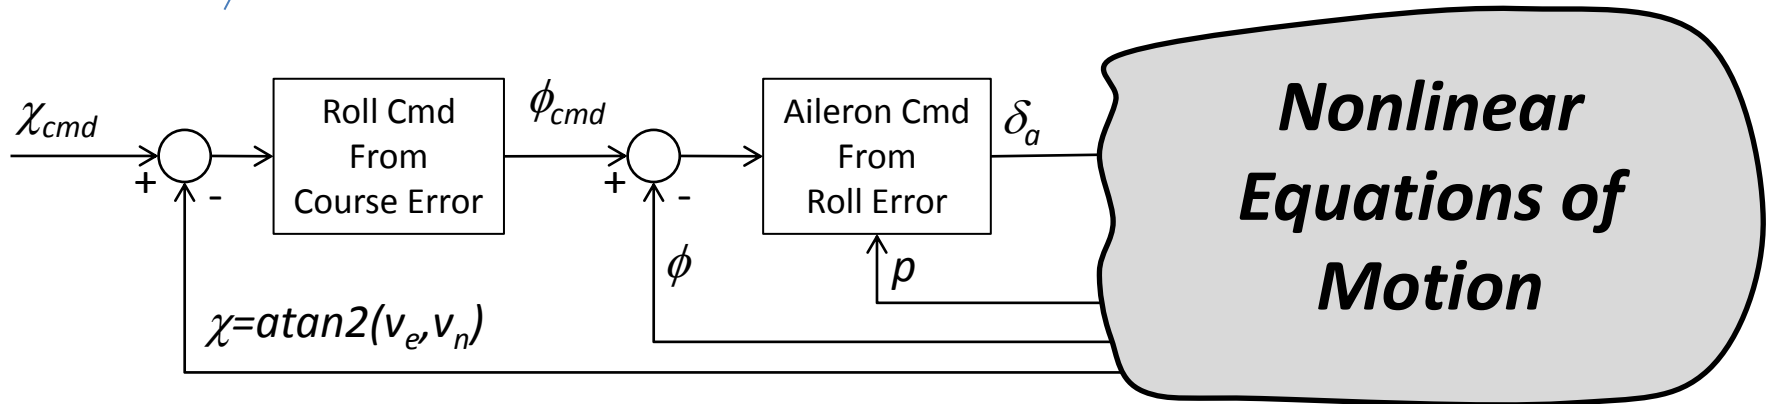 χcmd
+
-
Roll Cmd
From
Course Error
ϕcmd
+
-
Aileron Cmd
From
Roll Error
δa
ϕ
p
χ=atan2(ve,vn)
Nonlinear
Equations of
Motion